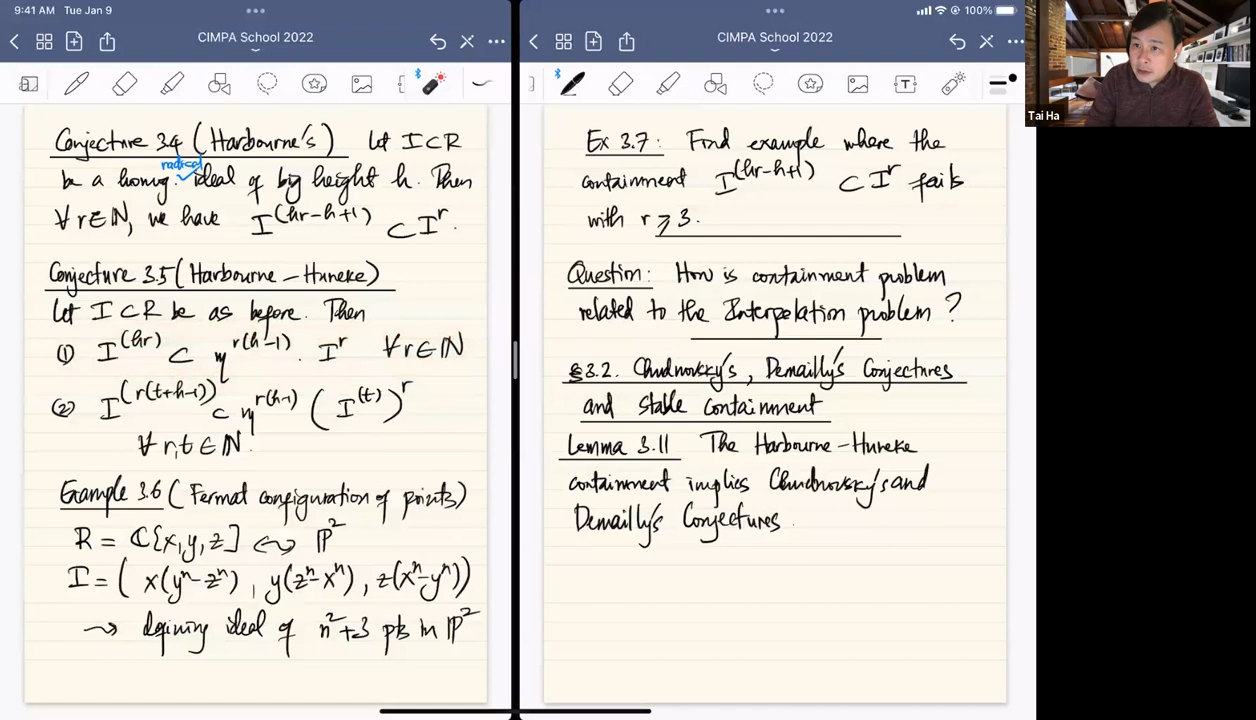 9:41 AM Tue Jan 9
100%
CIMPA School 2022
CIMPA School 2022
Tai Ha
Conjecture 3.4 (Harbourne's) Let I ⊂ R
be a homog. radical ideal of big height h. Then
∀ r ∈ ℕ, we have I^(hr-h+1) ⊂ I^r.
Conjecture 3.5 (Harbourne – Huneke)
Let I ⊂ R be as before. Then
① I^(hr) ⊂ m^{r(h-1)} · I^r ∀ r ∈ ℕ
② I^(r(t+h-1)) ⊂ m^{r(h-1)} (I^(t))^r
∀ r,t ∈ ℕ.
Example 3.6 (Fermat configuration of points)
R = ℂ[x,y,z] ↔ ℙ^2
I = ( x(y^n-z^n), y(z^n-x^n), z(x^n-y^n))
⇝ defining ideal of n^2+3 pts in ℙ^2
Ex 3.7: Find example where the
containment I^(hr-h+1) ⊂ I^r fails
with r ⩾ 3.
Question: How is containment problem
related to the Interpolation problem?
§3.2. Chudnovsky's, Demailly's Conjectures
and stable containment
Lemma 3.11 The Harbourne – Huneke
containment implies Chudnovsky's and
Demailly's Conjectures.